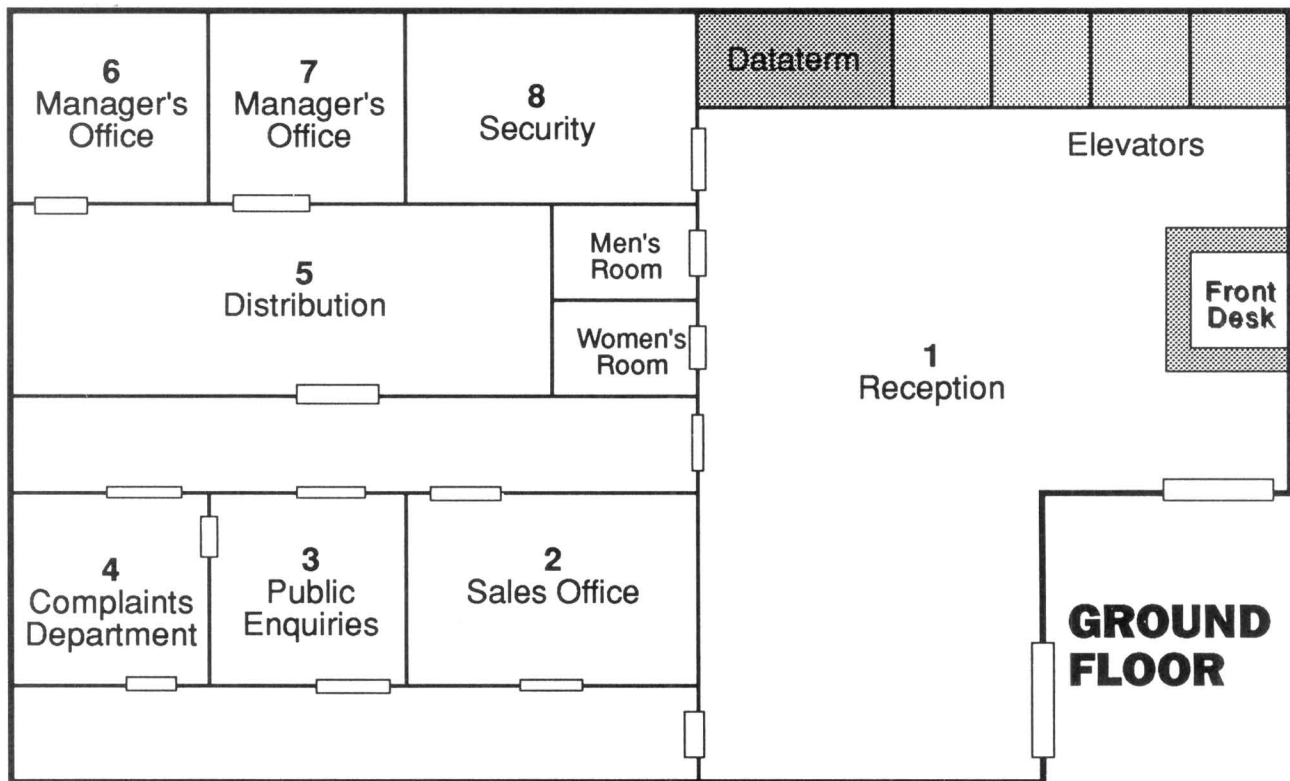 6
Manager's
Office
7
Manager's
Office
8
Security
Dataterm
Elevators
5
Distribution
Men's
Room
Women's
Room
Front
Desk
1
Reception
4
Complaints
Department
3
Public
Enquiries
2
Sales Office
GROUND
FLOOR